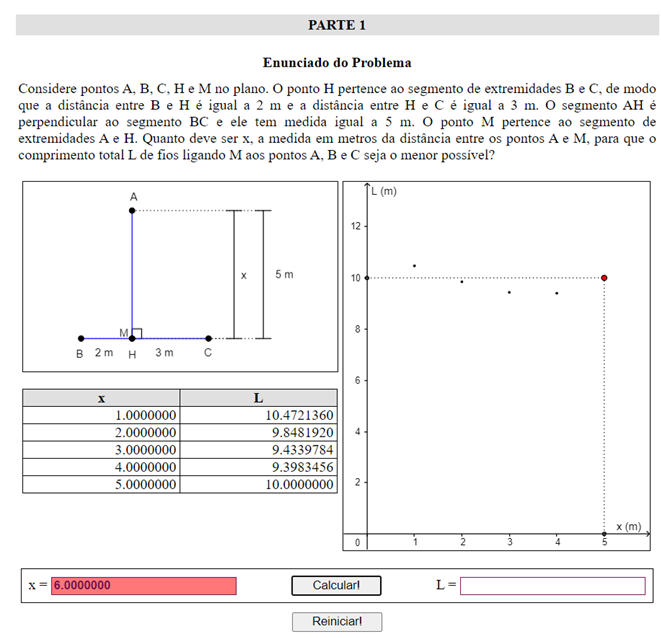 PARTE 1
Enunciado do Problema
Considere pontos A, B, C, H e M no plano. O ponto H pertence ao segmento de extremidades B e C, de modo
que a distância entre B e H é igual a 2 m e a distância entre H e C é igual a 3 m. O segmento AH é
perpendicular ao segmento BC e ele tem medida igual a 5 m. O ponto M pertence ao segmento de
extremidades A e H. Quanto deve ser x, a medida em metros da distância entre os pontos A e M, para que o
comprimento total L de fios ligando M aos pontos A, B e C seja o menor possível?
A
x
5 m
M
B 2 m H 3 m C
x L
1.0000000 10.4721360
2.0000000 9.8481920
3.0000000 9.4339784
4.0000000 9.3983456
5.0000000 10.0000000
L (m)
12
10
8
6
4
2
x (m)
0 1 2 3 4 5
x = 6.0000000 Calcular! L =
Reiniciar!